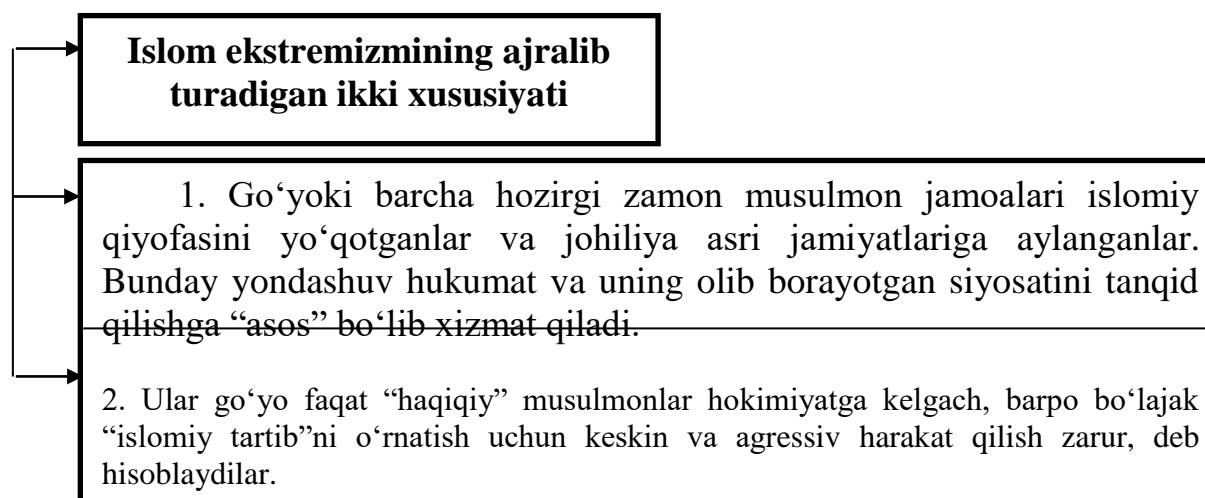 Islom ekstremizmining ajralib
turadigan ikki xususiyati
1. Go‘yoki barcha hozirgi zamon musulmon jamoalari islomiy
qiyofasini yo‘qotganlar va johiliya asri jamiyatlariga aylanganlar.
Bunday yondashuv hukumat va uning olib borayotgan siyosatini tanqid
qilishga “asos” bo‘lib xizmat qiladi.
2. Ular go‘yo faqat “haqiqiy” musulmonlar hokimiyatga kelgach, barpo bo‘lajak
“islomiy tartib”ni o‘rnatish uchun keskin va agressiv harakat qilish zarur, deb
hisoblaydilar.